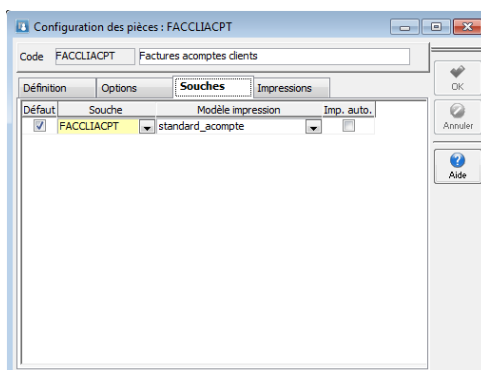 Configuration des pièces : FACCLIACPT
Code FACCLIACPT Factures acomptes clients
Définition Options Souches Impressions
Défaut Souche Modèle impression Imp. auto.
FACCLIACPT standard_acompte
OK
Annuler
Aide